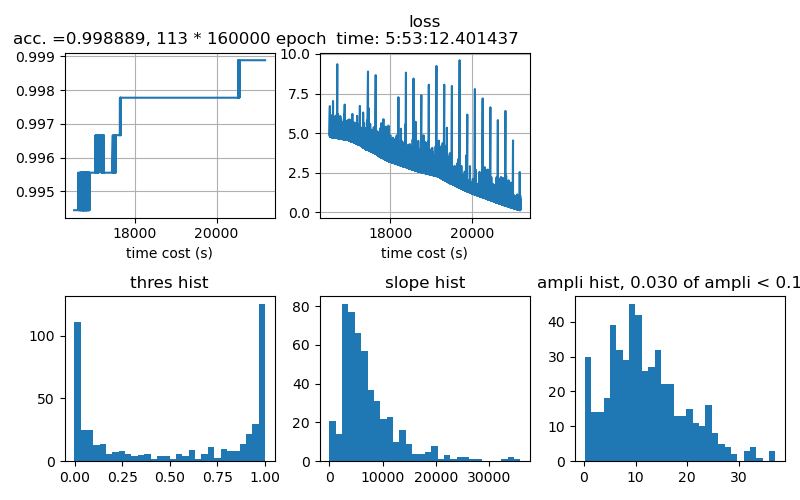 loss
acc. =0.998889, 113 * 160000 epoch time: 5:53:12.401437
0.999
0.998
0.997
0.996
0.995
18000 20000
time cost (s)
10.0
7.5
5.0
2.5
0.0
18000 20000
time cost (s)
thres hist
100
50
0
0.00 0.25 0.50 0.75 1.00
slope hist
80
60
40
20
0
0 10000 20000 30000
ampli hist, 0.030 of ampli < 0.1
40
30
20
10
0
0 10 20 30